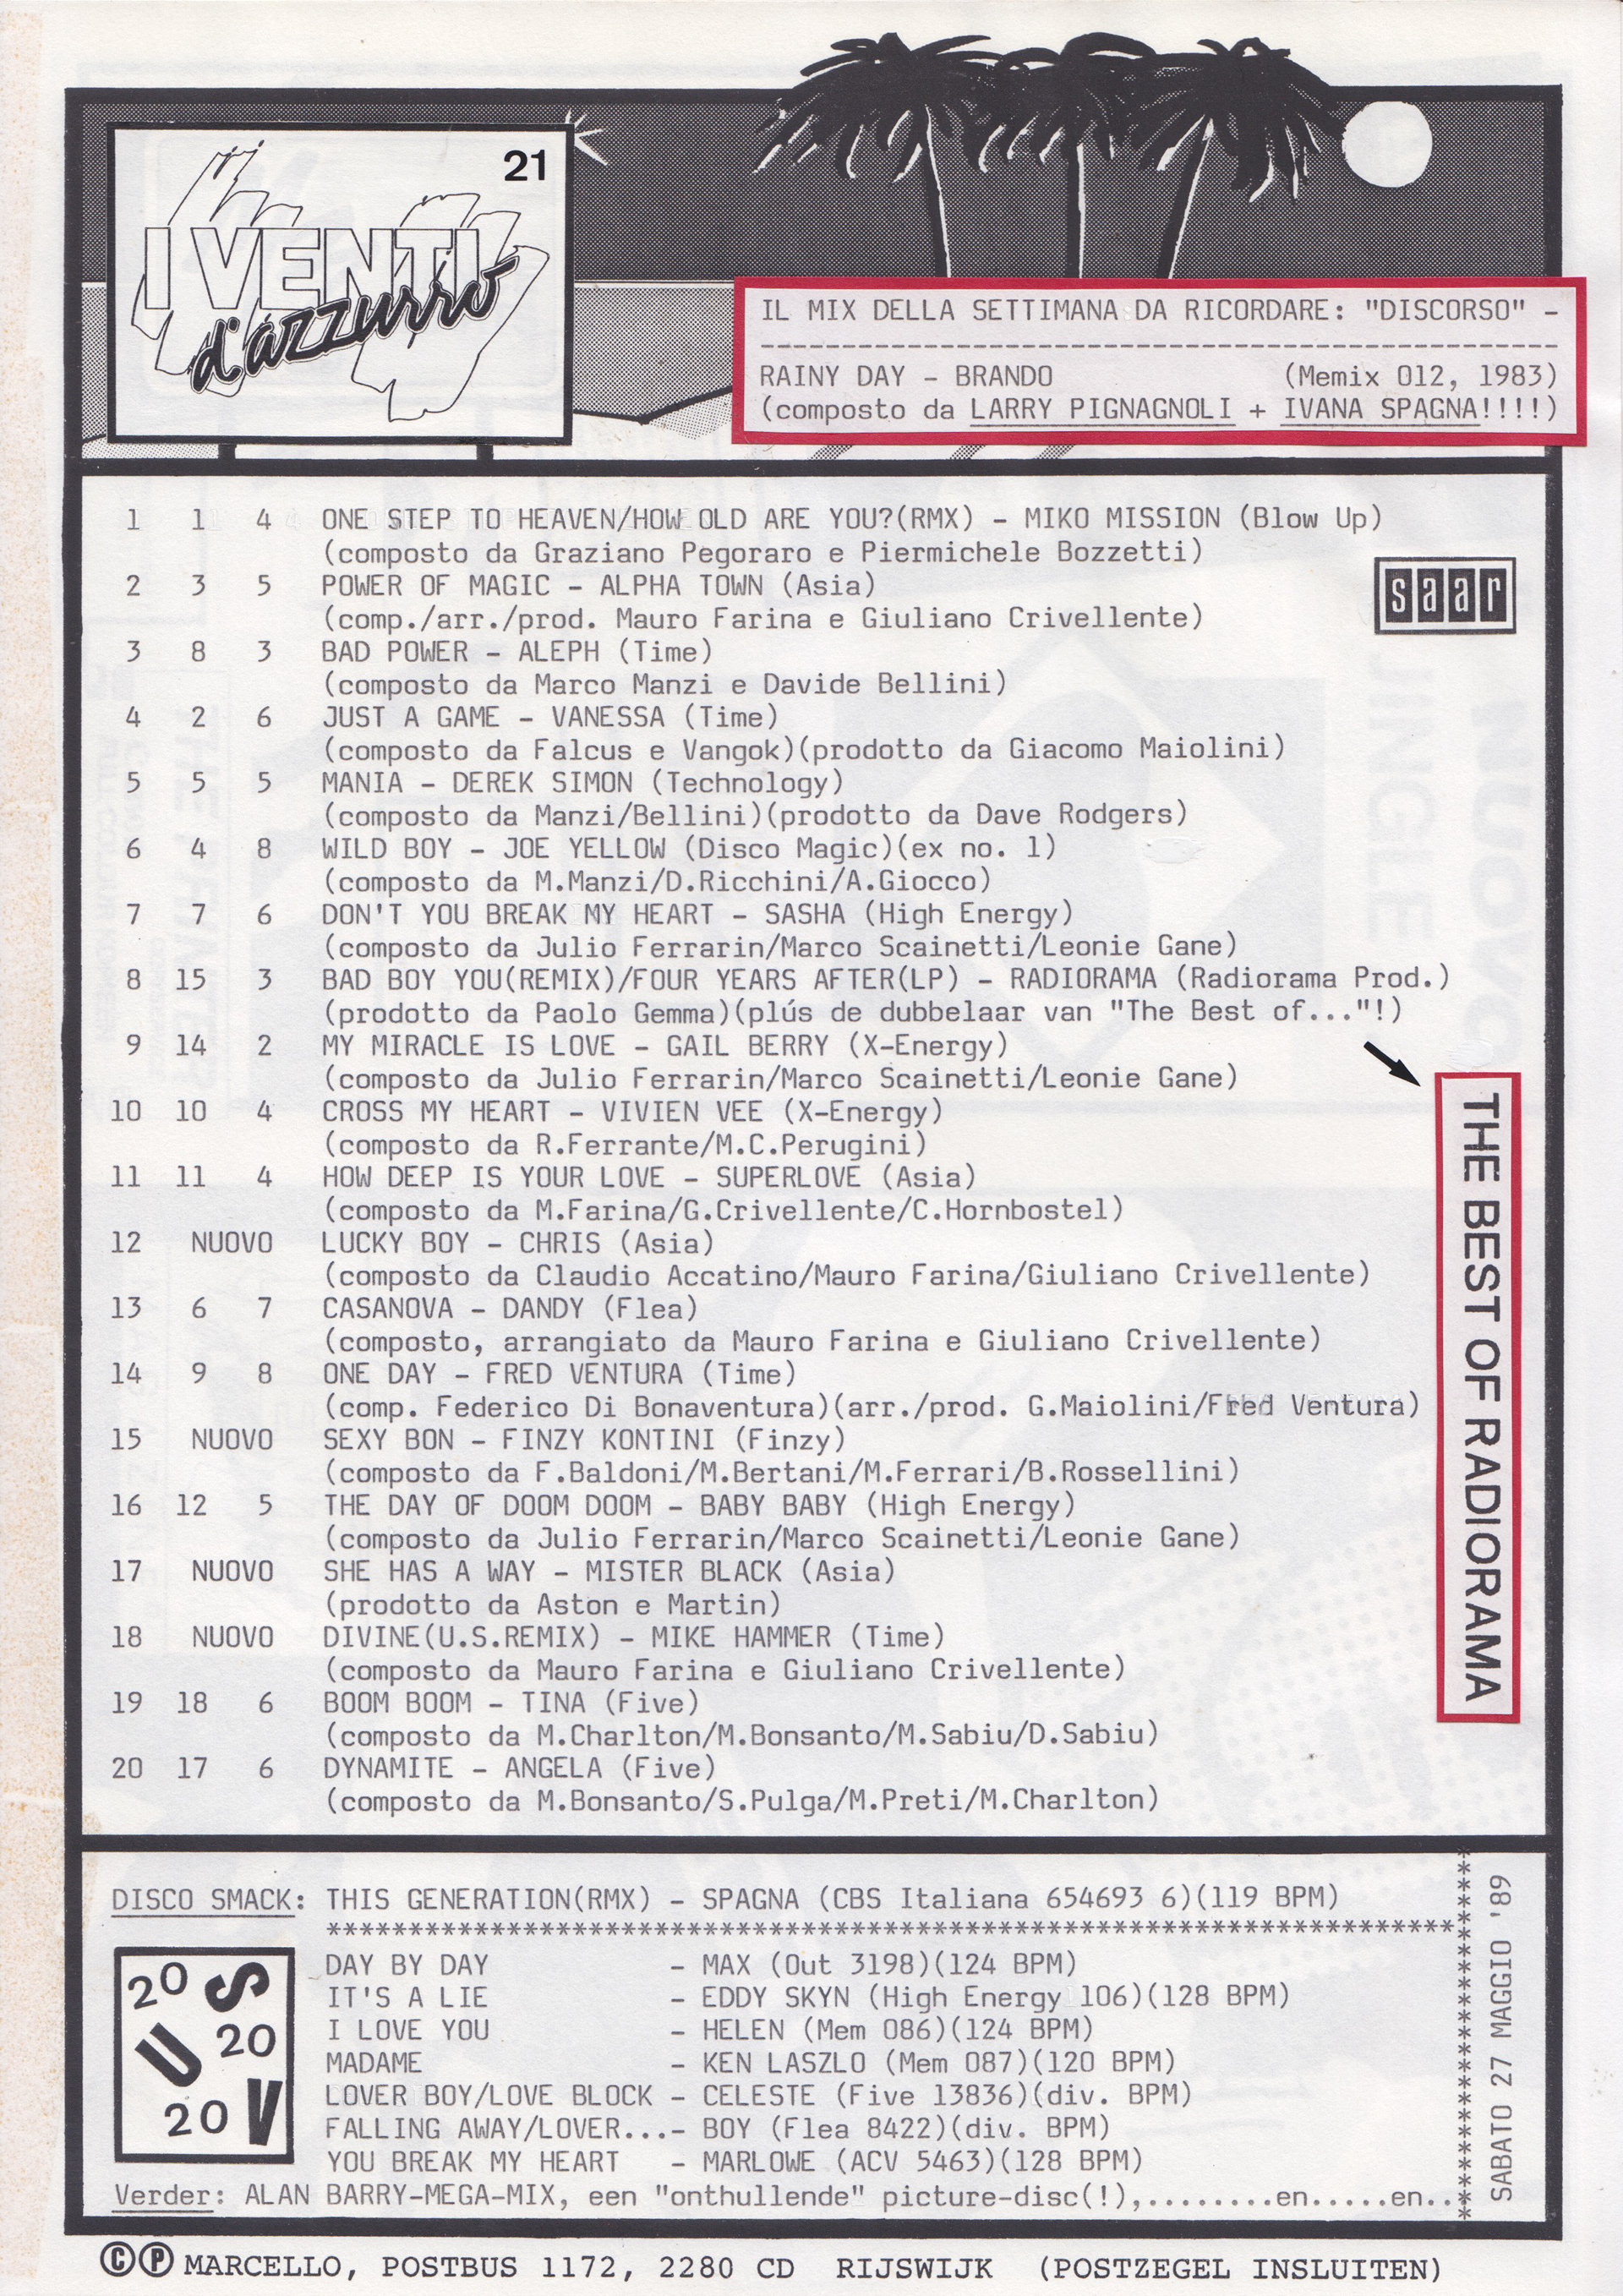 21
I VENTI
d'azzurro
IL MIX DELLA SETTIMANA DA RICORDARE: "DISCORSO" -
------------------------------------------------
RAINY DAY - BRANDO (Memix 012, 1983)
(composto da LARRY PIGNAGNOLI + IVANA SPAGNA!!!!)
1 1 4 ONE STEP TO HEAVEN/HOW OLD ARE YOU?(RMX) - MIKO MISSION (Blow Up)
(composto da Graziano Pegoraro e Piermichele Bozzetti)
saar
2 3 5 POWER OF MAGIC - ALPHA TOWN (Asia)
(comp./arr./prod. Mauro Farina e Giuliano Crivellente)
3 8 3 BAD POWER - ALEPH (Time)
(composto da Marco Manzi e Davide Bellini)
4 2 6 JUST A GAME - VANESSA (Time)
(composto da Falcus e Vangok)(prodotto da Giacomo Maiolini)
5 5 5 MANIA - DEREK SIMON (Technology)
(composto da Manzi/Bellini)(prodotto da Dave Rodgers)
6 4 8 WILD BOY - JOE YELLOW (Disco Magic)(ex no. 1)
(composto da M.Manzi/D.Ricchini/A.Giocco)
7 7 6 DON'T YOU BREAK MY HEART - SASHA (High Energy)
(composto da Julio Ferrarin/Marco Scainetti/Leonie Gane)
8 15 3 BAD BOY YOU(REMIX)/FOUR YEARS AFTER(LP) - RADIORAMA (Radiorama Prod.)
(prodotto da Paolo Gemma)(plús de dubbelaar van "The Best of..."!)
9 14 2 MY MIRACLE IS LOVE - GAIL BERRY (X-Energy)
(composto da Julio Ferrarin/Marco Scainetti/Leonie Gane)
10 10 4 CROSS MY HEART - VIVIEN VEE (X-Energy)
(composto da R.Ferrante/M.C.Perugini)
11 11 4 HOW DEEP IS YOUR LOVE - SUPERLOVE (Asia)
(composto da M.Farina/G.Crivellente/C.Hornbostel)
12 NUOVO LUCKY BOY - CHRIS (Asia)
(composto da Claudio Accatino/Mauro Farina/Giuliano Crivellente)
13 6 7 CASANOVA - DANDY (Flea)
(composto, arrangiato da Mauro Farina e Giuliano Crivellente)
14 9 8 ONE DAY - FRED VENTURA (Time)
(comp. Federico Di Bonaventura)(arr./prod. G.Maiolini/Fred Ventura)
15 NUOVO SEXY BON - FINZY KONTINI (Finzy)
(composto da F.Baldoni/M.Bertani/M.Ferrari/B.Rossellini)
16 12 5 THE DAY OF DOOM DOOM - BABY BABY (High Energy)
(composto da Julio Ferrarin/Marco Scainetti/Leonie Gane)
17 NUOVO SHE HAS A WAY - MISTER BLACK (Asia)
(prodotto da Aston e Martin)
18 NUOVO DIVINE(U.S.REMIX) - MIKE HAMMER (Time)
(composto da Mauro Farina e Giuliano Crivellente)
19 18 6 BOOM BOOM - TINA (Five)
(composto da M.Charlton/M.Bonsanto/M.Sabiu/D.Sabiu)
20 17 6 DYNAMITE - ANGELA (Five)
(composto da M.Bonsanto/S.Pulga/M.Preti/M.Charlton)
THE BEST OF RADIORAMA
DISCO SMACK: THIS GENERATION(RMX) - SPAGNA (CBS Italiana 654693 6)(119 BPM)
*********************************************************************
DAY BY DAY - MAX (Out 3198)(124 BPM)
IT'S A LIE - EDDY SKYN (High Energy 106)(128 BPM)
I LOVE YOU - HELEN (Mem 086)(124 BPM)
MADAME - KEN LASZLO (Mem 087)(120 BPM)
LOVER BOY/LOVE BLOCK - CELESTE (Five 13836)(div. BPM)
FALLING AWAY/LOVER...- BOY (Flea 8422)(div. BPM)
YOU BREAK MY HEART - MARLOWE (ACV 5463)(128 BPM)
20 S
U 20
20 V
Verder: ALAN BARRY-MEGA-MIX, een "onthullende" picture-disc(!),........en.....en..
SABATO 27 MAGGIO '89
©℗ MARCELLO, POSTBUS 1172, 2280 CD RIJSWIJK (POSTZEGEL INSLUITEN)